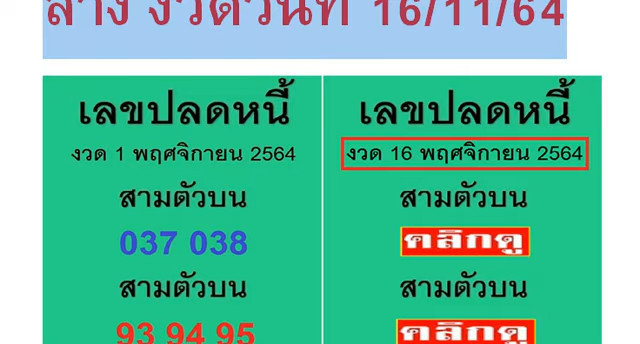 ล่าง งวดวันที่ 16/11/64
เลขปลดหนี้
งวด 1 พฤศจิกายน 2564
สามตัวบน
037 038
สามตัวบน
93 94 95
เลขปลดหนี้
งวด 16 พฤศจิกายน 2564
สามตัวบน
คลิกดู
สามตัวบน
คลิกดู